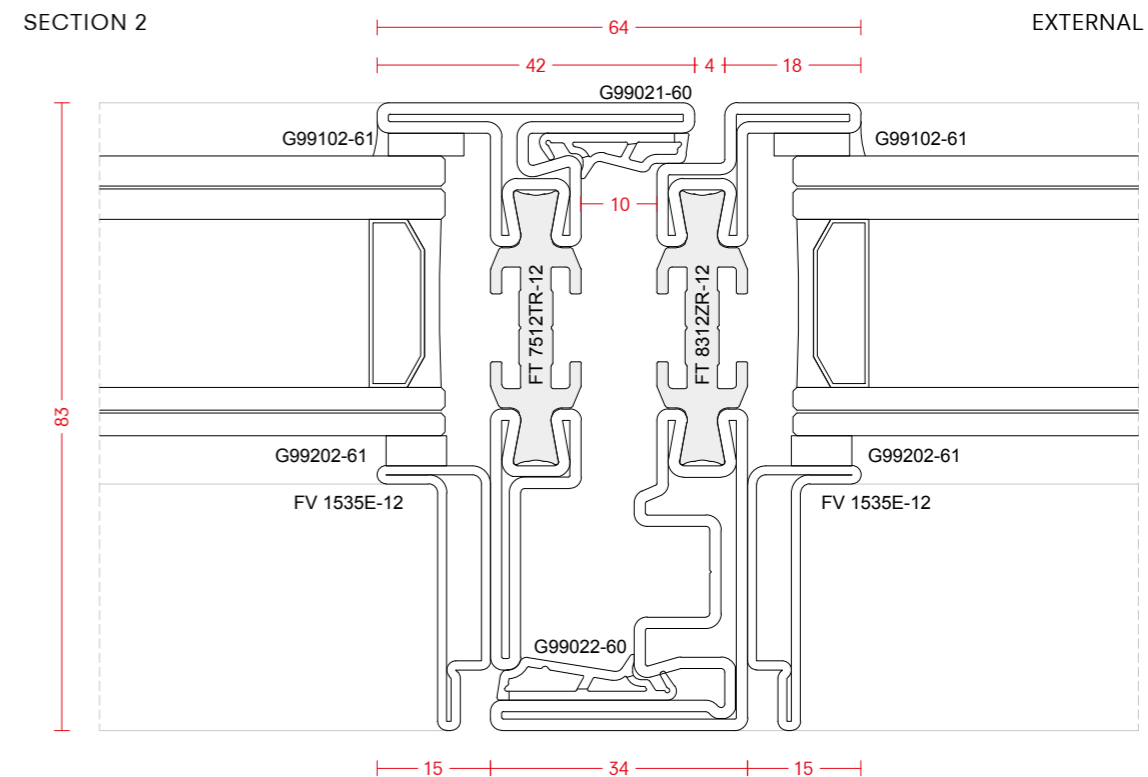 SECTION 2
EXTERNAL
64
42
4
18
G99021-60
G99102-61
G99102-61
10
FT 7512TR-12
FT 8312ZR-12
83
G99202-61
G99202-61
FV 1535E-12
FV 1535E-12
G99022-60
15
34
15